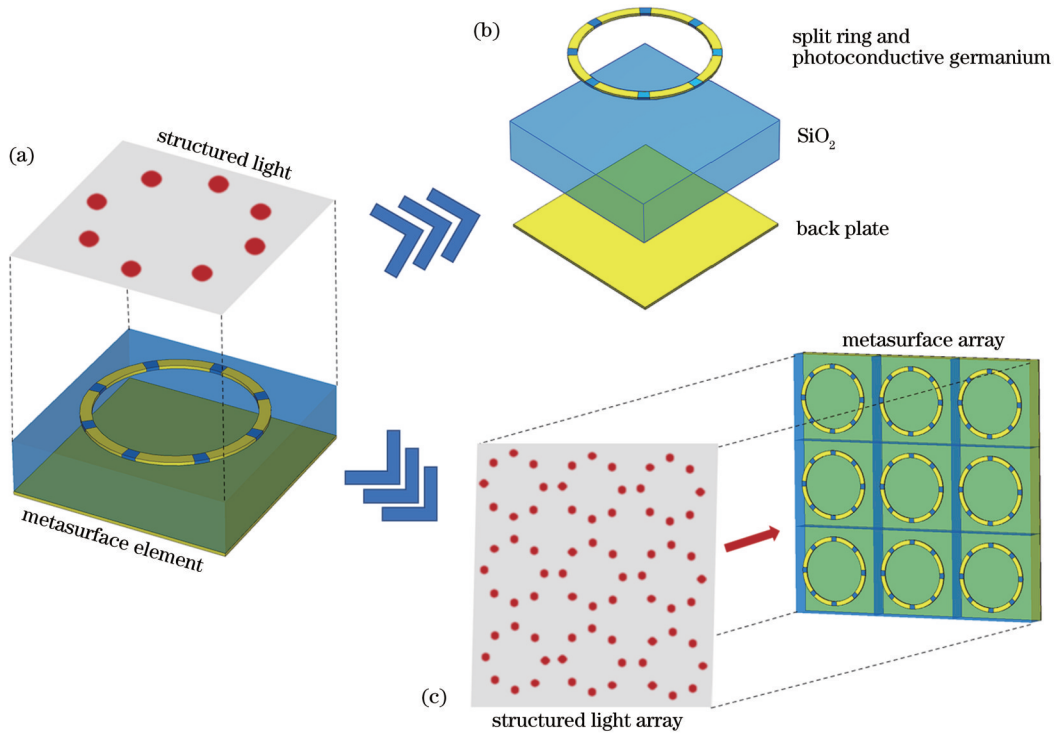 (a)
structured light
metasurface element
(b)
split ring and
photoconductive germanium
SiO₂
back plate
metasurface array
(c)
structured light array